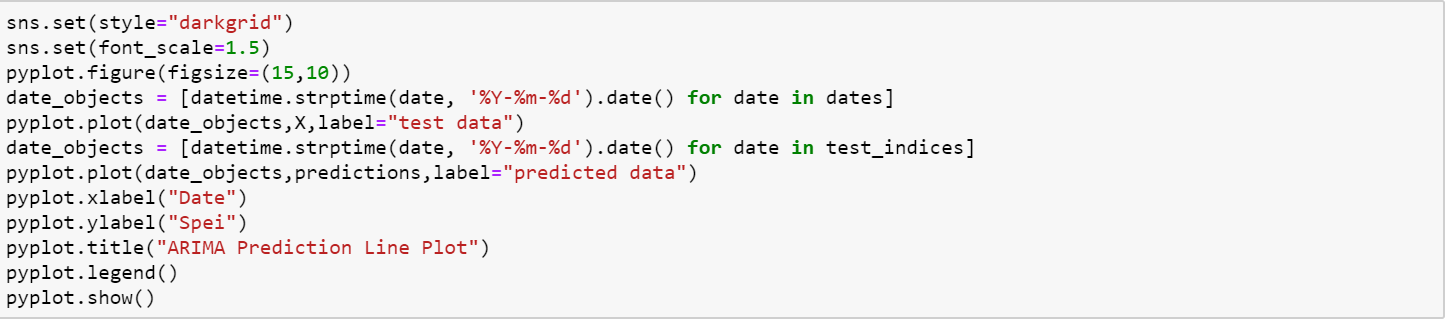 sns.set(style="darkgrid")
sns.set(font_scale=1.5)
pyplot.figure(figsize=(15,10))
date_objects = [datetime.strptime(date, '%Y-%m-%d').date() for date in dates]
pyplot.plot(date_objects,X,label="test data")
date_objects = [datetime.strptime(date, '%Y-%m-%d').date() for date in test_indices]
pyplot.plot(date_objects,predictions,label="predicted data")
pyplot.xlabel("Date")
pyplot.ylabel("Spei")
pyplot.title("ARIMA Prediction Line Plot")
pyplot.legend()
pyplot.show()